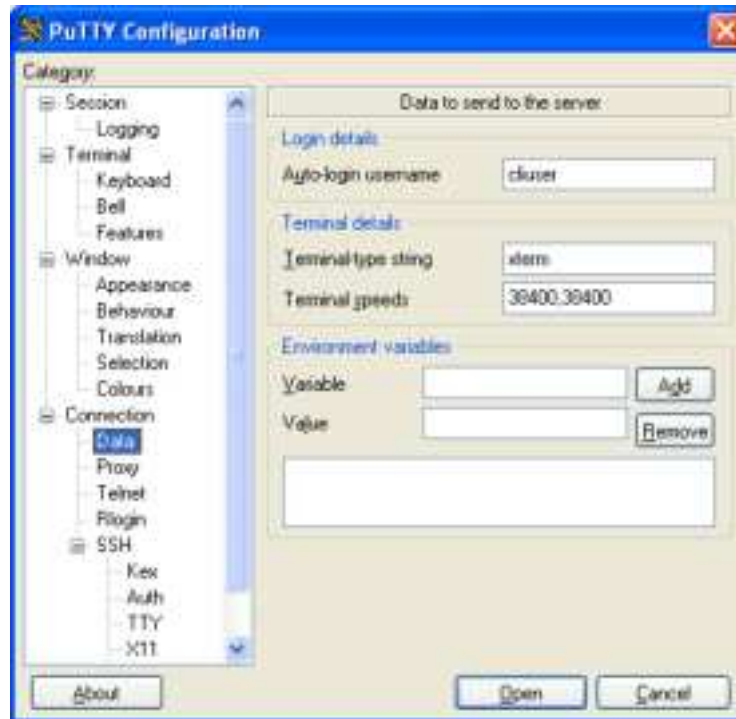 PuTTY Configuration
Category:
Session
Logging
Terminal
Keyboard
Bell
Features
Window
Appearance
Behaviour
Translation
Selection
Colours
Connection
Data
Proxy
Telnet
Rlogin
SSH
Kex
Auth
TTY
X11
Data to send to the server
Login details
Auto-login username cliuser
Terminal details
Terminal-type string xterm
Terminal speeds 38400,38400
Environment variables
Variable Add
Value Remove
About Open Cancel